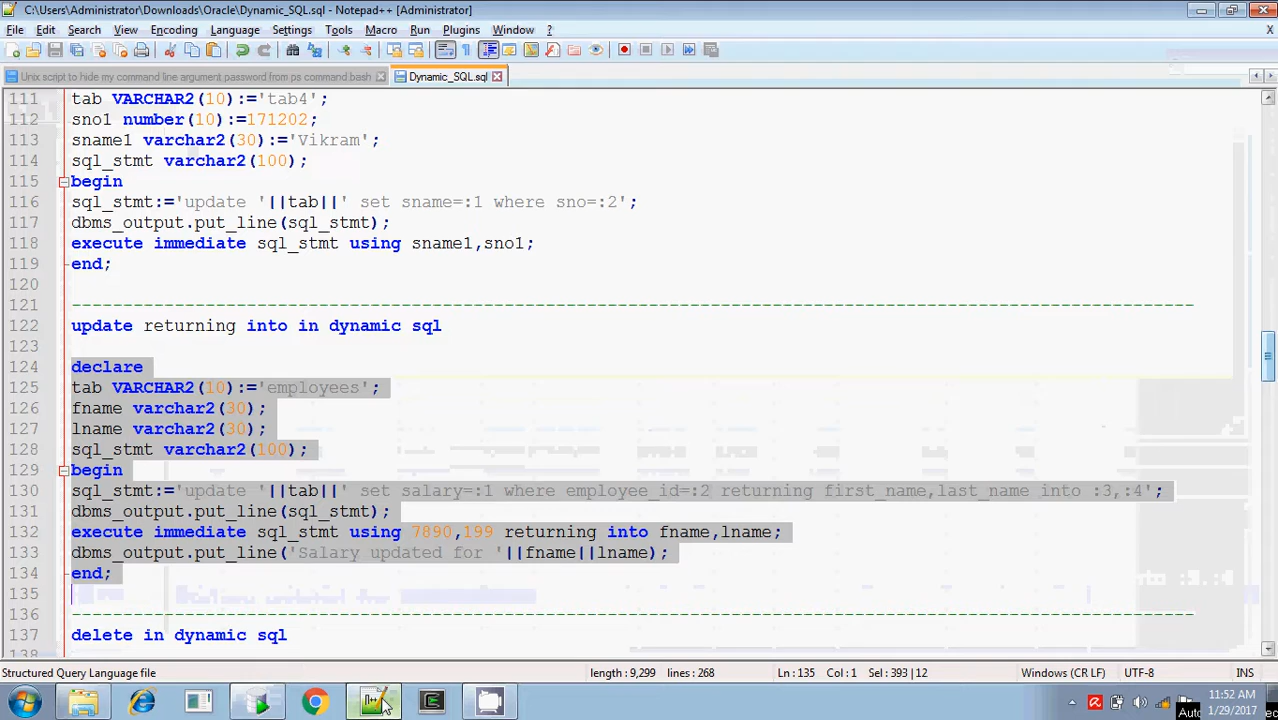 C:\Users\Administrator\Downloads\Oracle\Dynamic_SQL.sql - Notepad++ [Administrator]
File Edit Search View Encoding Language Settings Tools Macro Run Plugins Window ? X
Unix script to hide my command line argument password from ps command bash Dynamic_SQL.sql
111 tab VARCHAR2(10):='tab4';
112 sno1 number(10):=171202;
113 sname1 varchar2(30):='Vikram';
114 sql_stmt varchar2(100);
115 begin
116 sql_stmt:='update '||tab||' set sname=:1 where sno=:2';
117 dbms_output.put_line(sql_stmt);
118 execute immediate sql_stmt using sname1,sno1;
119 end;
120
121 --------------------------------------------------------------------------------------------------------------
122 update returning into in dynamic sql
123
124 declare
125 tab VARCHAR2(10):='employees';
126 fname varchar2(30);
127 lname varchar2(30);
128 sql_stmt varchar2(100);
129 begin
130 sql_stmt:='update '||tab||' set salary=:1 where employee_id=:2 returning first_name,last_name into :3,:4';
131 dbms_output.put_line(sql_stmt);
132 execute immediate sql_stmt using 7890,199 returning into fname,lname;
133 dbms_output.put_line('Salary updated for '||fname||lname);
134 end;
135
136 --------------------------------------------------------------------------------------------------------------
137 delete in dynamic sql
138
Structured Query Language file length : 9,299 lines : 268 Ln : 135 Col : 1 Sel : 393 | 12 Windows (CR LF) UTF-8 INS
11:52 AM
1/29/2017